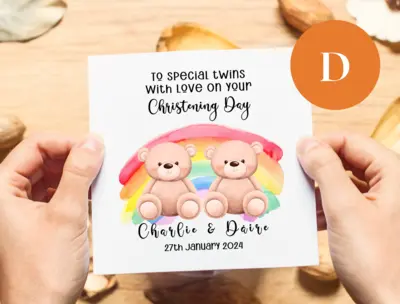 To special twins
With love on your
Christening Day
Charlie & Daire
27th January 2024
D